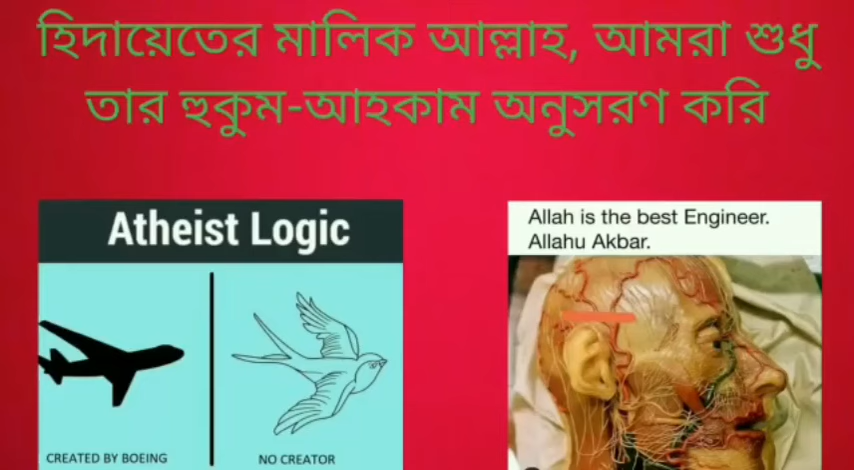 হিদায়েতের মালিক আল্লাহ, আমরা শুধু
তার হুকুম-আহকাম অনুসরণ করি
Atheist Logic
CREATED BY BOEING
NO CREATOR
Allah is the best Engineer.
Allahu Akbar.